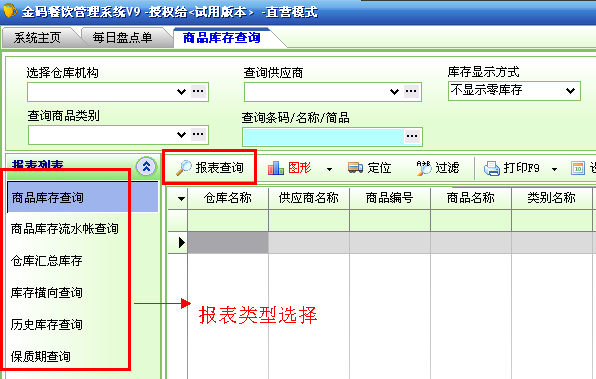 金码餐饮管理系统V9 -授权给<试用版本> -直营模式
系统主页 每日盘点单 商品库存查询
选择仓库机构 查询供应商 库存显示方式
不显示零库存
查询商品类别 查询条码/名称/简品
报表列表 报表查询 图形 定位 过滤 打印F9
商品库存查询
商品库存流水帐查询
仓库汇总库存
库存横向查询
历史库存查询
保质期查询
仓库名称 供应商名称 商品编号 商品名称 类别名称
报表类型选择